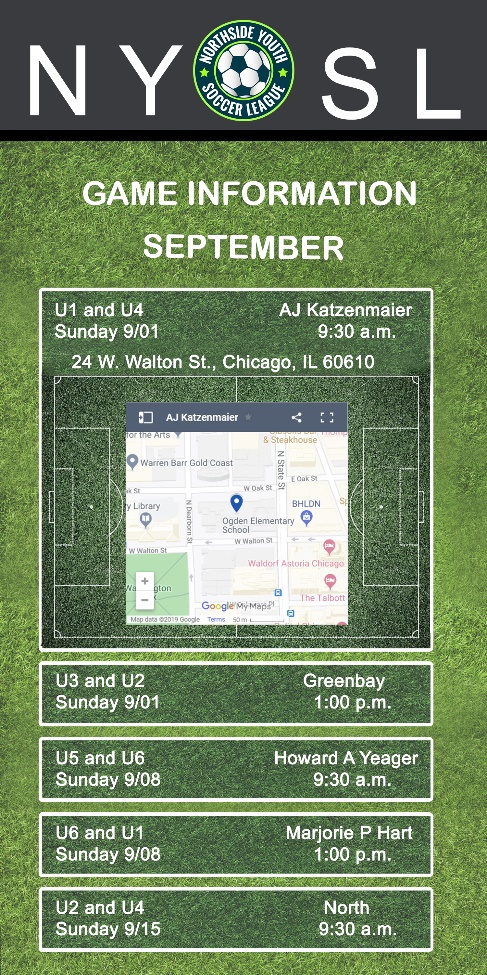 N Y S L
NORTHSIDE YOUTH
SOCCER LEAGUE
GAME INFORMATION
SEPTEMBER
U1 and U4 AJ Katzenmaier
Sunday 9/01 9:30 a.m.
24 W. Walton St., Chicago, IL 60610
AJ Katzenmaier
for the Arts
& Steakhouse
Warren Barr Gold Coast
N State St
E Oak St
W Oak St
ak St
ry Library
BHLDN
N Dearborn St
Ogden Elementary
School
W Walton St
W Walton St
Waldorf Astoria Chicago
The Talbott
+
−
Google My Maps
Map data ©2019 Google Terms 50 m
U3 and U2 Greenbay
Sunday 9/01 1:00 p.m.
U5 and U6 Howard A Yeager
Sunday 9/08 9:30 a.m.
U6 and U1 Marjorie P Hart
Sunday 9/08 1:00 p.m.
U2 and U4 North
Sunday 9/15 9:30 a.m.